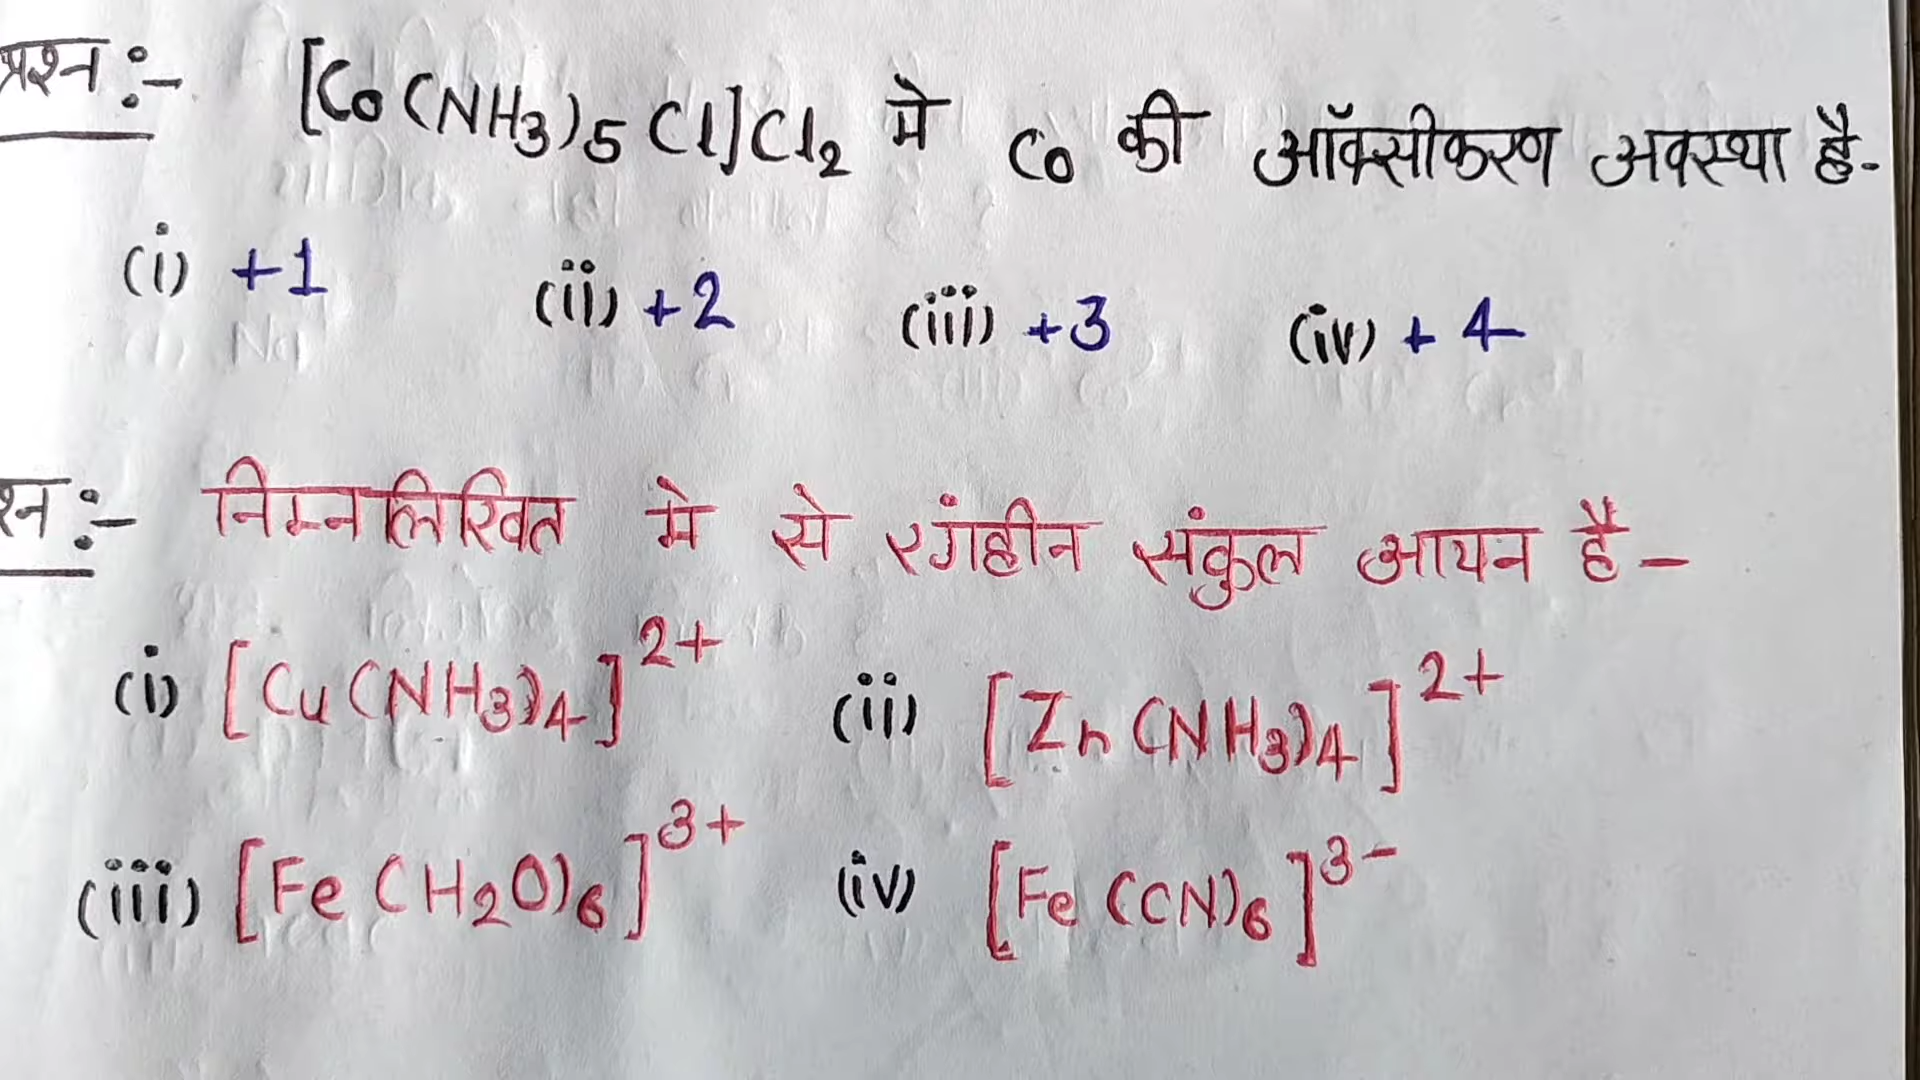 प्रश्न :- [Co(NH3)5Cl]Cl2 मे Co की ऑक्सीकरण अवस्था है-
(i) +1 (ii) +2 (iii) +3 (iv) +4
श्न :- निम्नलिखित मे से रंगहीन संकुल आयन है -
(i) [Cu(NH3)4]2+ (ii) [Zn(NH3)4]2+
(iii) [Fe(H2O)6]3+ (iv) [Fe(CN)6]3-